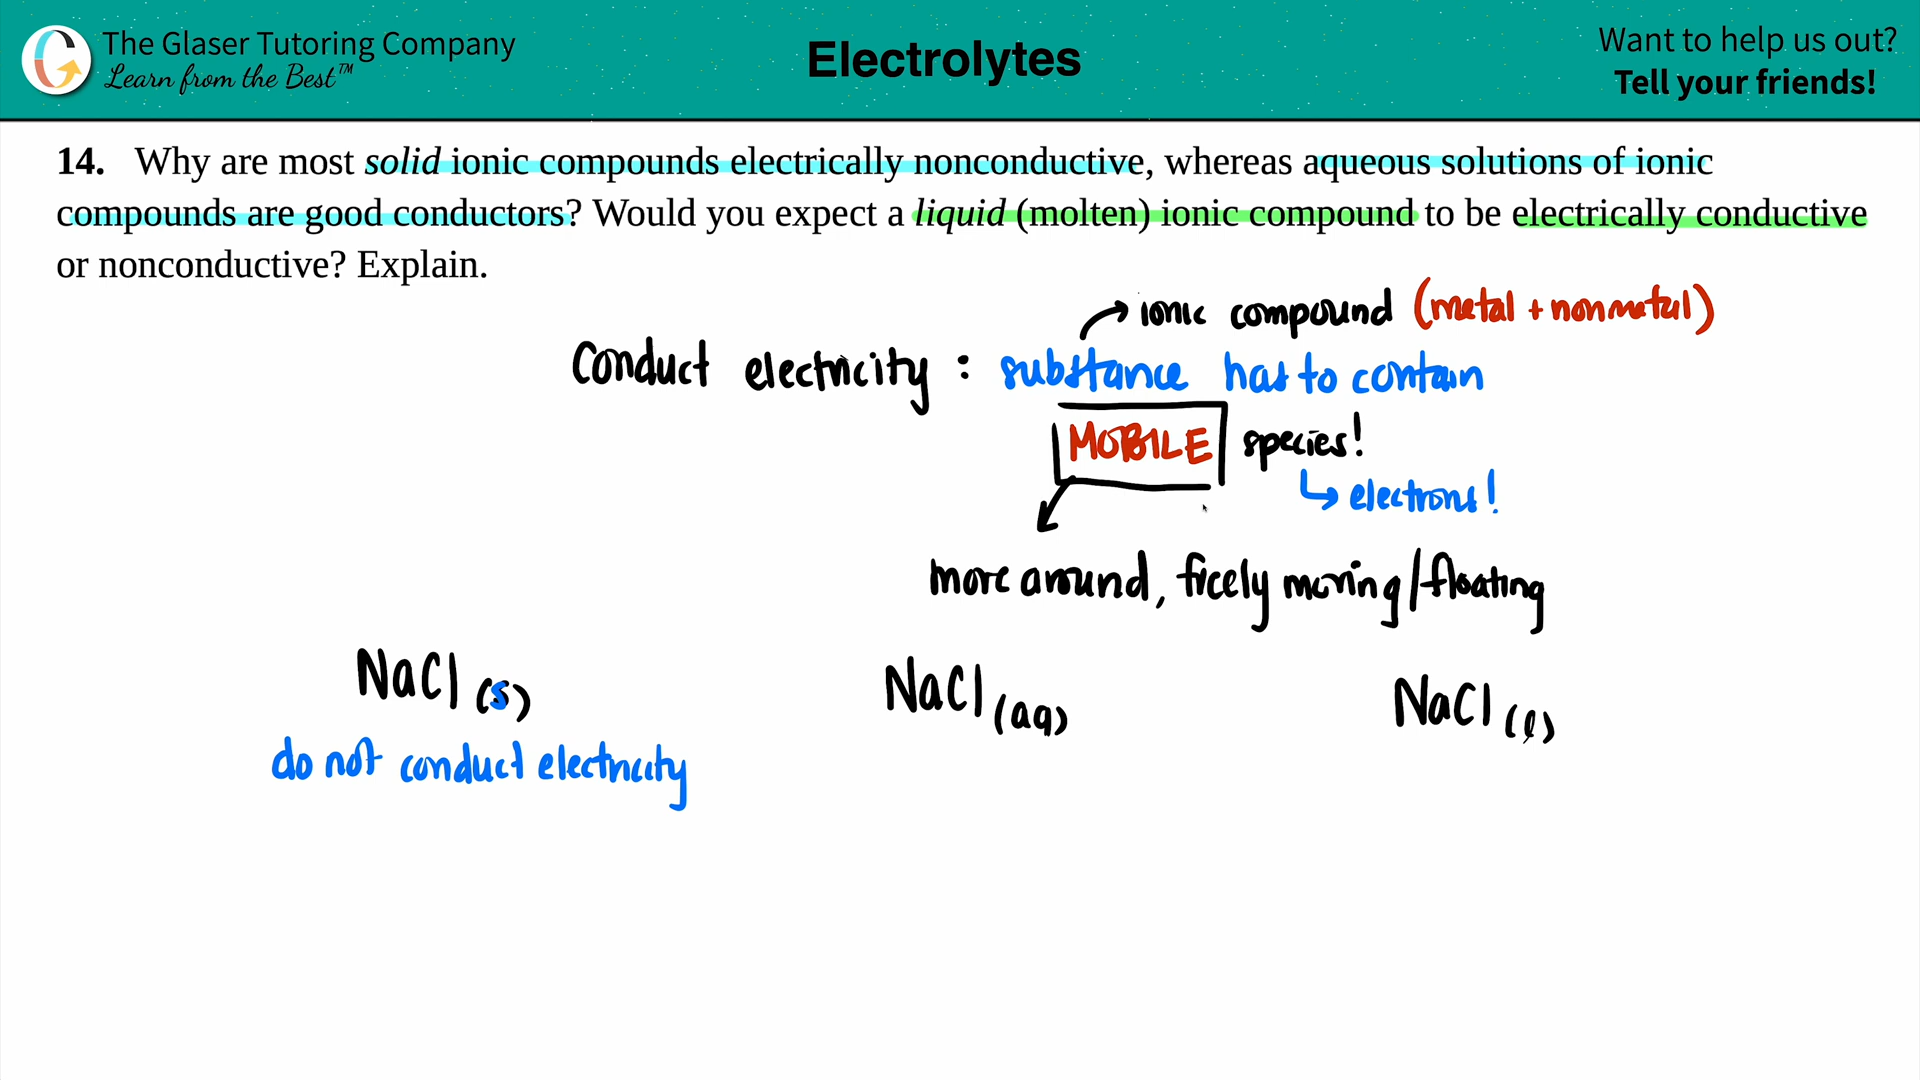 The Glaser Tutoring Company
Learn from the Best™
Electrolytes
Want to help us out?
Tell your friends!
14. Why are most solid ionic compounds electrically nonconductive, whereas aqueous solutions of ionic
compounds are good conductors? Would you expect a liquid (molten) ionic compound to be electrically conductive
or nonconductive? Explain.
ionic compound (metal + nonmetal)
Conduct electricity : substance has to contain
MOBILE species!
↳ electrons!
more around, freely moving/floating
NaCl (s)
NaCl (aq)
NaCl (l)
do not conduct electricity